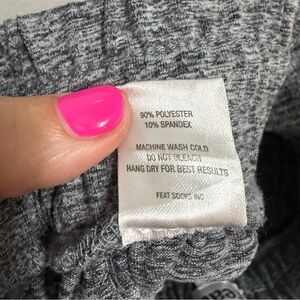 90% POLYESTER
10% SPANDEX
MACHINE WASH COLD
DO NOT BLEACH
HANG DRY FOR BEST RESULTS
FEAT SOCKS INC